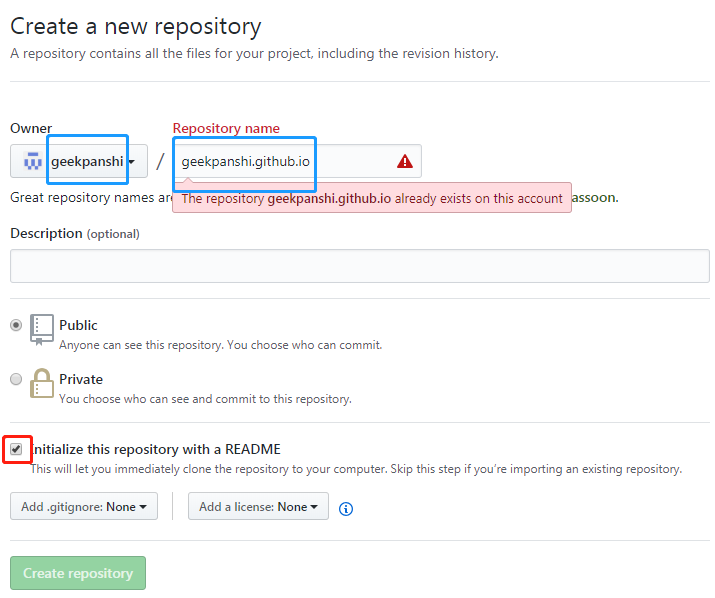 Create a new repository
A repository contains all the files for your project, including the revision history.
Owner
Repository name
geekpanshi / geekpanshi.github.io
Great repository names are
assoon.
The repository geekpanshi.github.io already exists on this account
Description (optional)
Public
Anyone can see this repository. You choose who can commit.
Private
You choose who can see and commit to this repository.
Initialize this repository with a README
This will let you immediately clone the repository to your computer. Skip this step if you’re importing an existing repository.
Add .gitignore: None
Add a license: None
Create repository